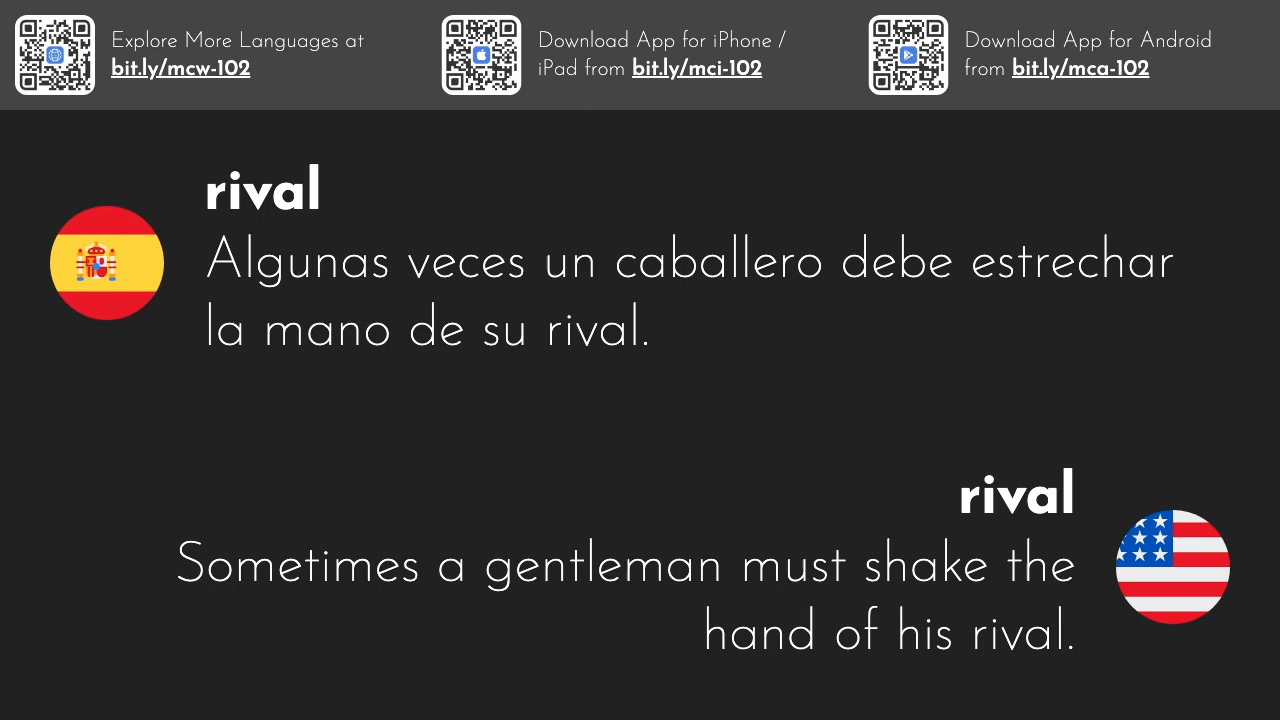 Explore More Languages at
bit.ly/mcw-102
Download App for iPhone /
iPad from bit.ly/mci-102
Download App for Android
from bit.ly/mca-102
rival
Algunas veces un caballero debe estrechar
la mano de su rival.
rival
Sometimes a gentleman must shake the
hand of his rival.